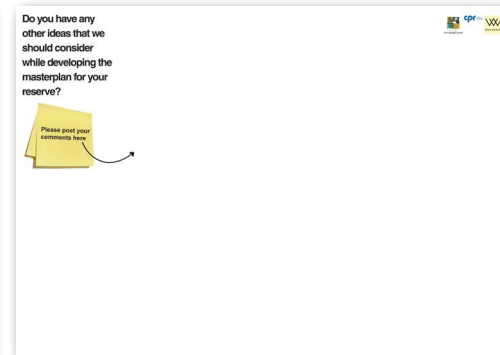 Do you have any
other ideas that we
should consider
while developing the
masterplan for your
reserve?
cpr
Please post your
comments here